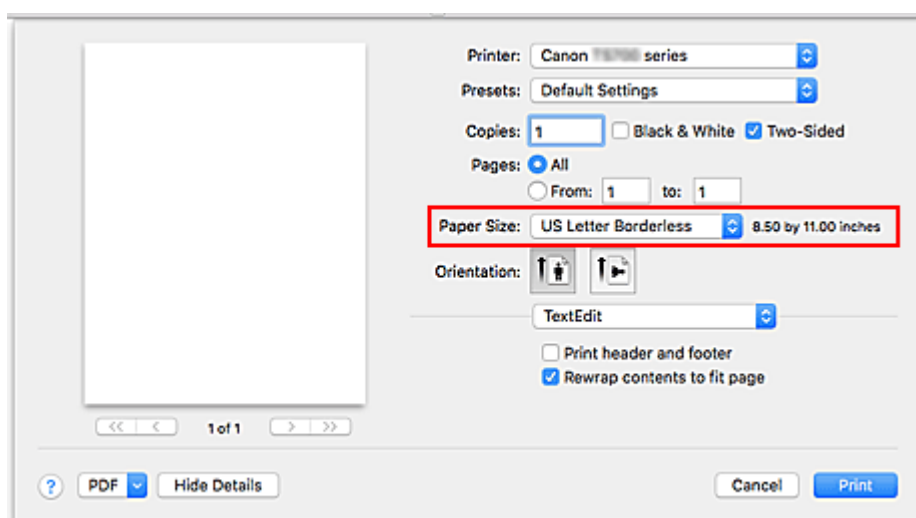 Printer: Canon series
Presets: Default Settings
Copies: 1 Black & White Two-Sided
Pages: All
From: 1 to: 1
Paper Size: US Letter Borderless 8.50 by 11.00 inches
Orientation:
TextEdit
Print header and footer
Rewrap contents to fit page
<< < 1 of 1 > >>
? PDF Hide Details Cancel Print